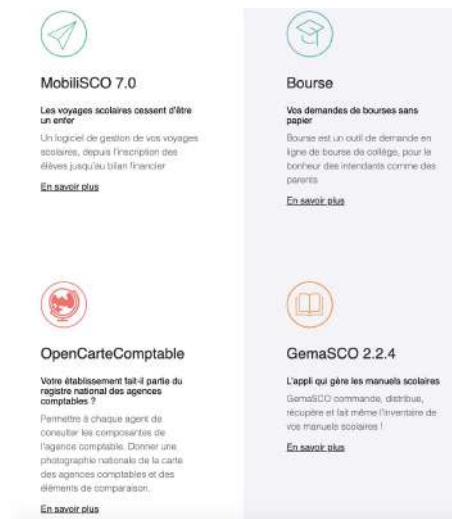 MobiliSCO 7.0
Les voyages scolaires cessent d'être
un enfer
Un logiciel de gestion de vos voyages
scolaires, depuis l'inscription des
élèves jusqu'au bilan financier
En savoir plus
Bourse
Vos demandes de bourses sans
papier
Bourse est un outil de demande en
ligne de bourse de collège, pour le
bonheur des intendants comme des
parents
En savoir plus
OpenCarteComptable
Votre établissement fait-il partie du
registre national des agences
comptables ?
Permettre à chaque agent de
consulter les composantes de
l'agence comptable. Donner une
photographie nationale de la carte
des agences comptables et des
éléments de comparaison.
En savoir plus
GemaSCO 2.2.4
L'appli qui gère les manuels scolaires
GemaSCO commande, distribue,
récupère et fait même l'inventaire de
vos manuels scolaires !
En savoir plus